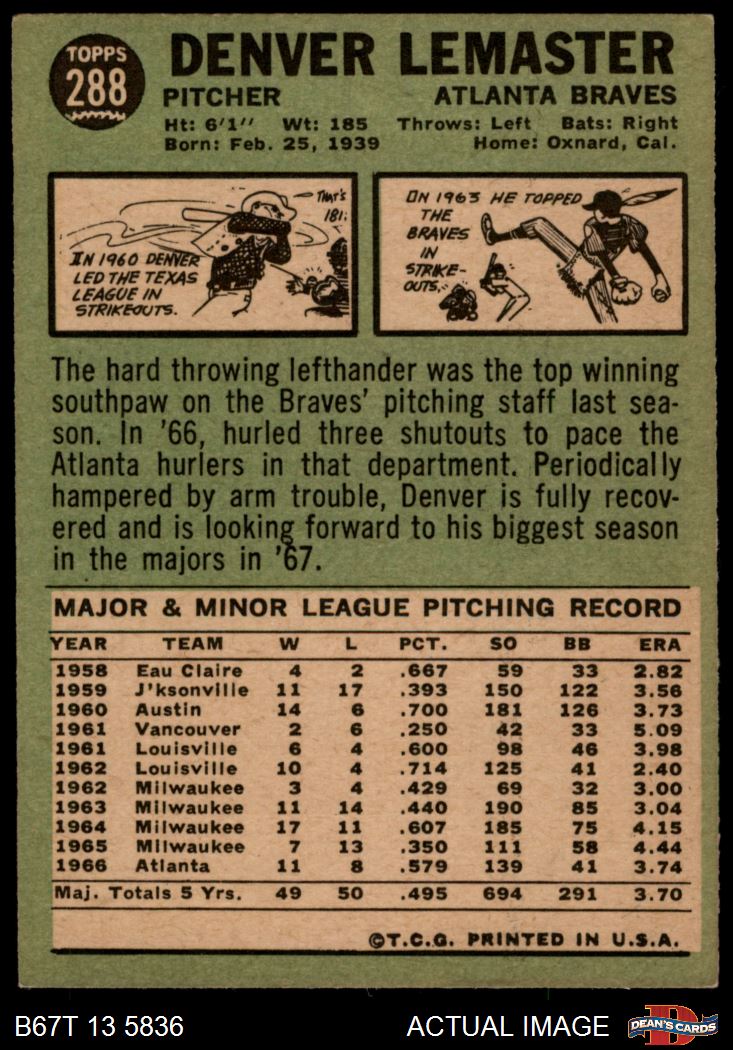 TOPPS
288
DENVER LEMASTER
PITCHER ATLANTA BRAVES
Ht: 6'1" Wt: 185 Throws: Left Bats: Right
Born: Feb. 25, 1939 Home: Oxnard, Cal.
THAT'S
181!
IN 1960 DENVER
LED THE TEXAS
LEAGUE IN
STRIKEOUTS.
IN 1963 HE TOPPED
THE
BRAVES
IN
STRIKE-
OUTS.
The hard throwing lefthander was the top winning
southpaw on the Braves' pitching staff last sea-
son. In '66, hurled three shutouts to pace the
Atlanta hurlers in that department. Periodically
hampered by arm trouble, Denver is fully recov-
ered and is looking forward to his biggest season
in the majors in '67.
MAJOR & MINOR LEAGUE PITCHING RECORD
YEAR TEAM W L PCT. SO BB ERA
1958 Eau Claire 4 2 .667 59 33 2.82
1959 J'ksonville 11 17 .393 150 122 3.56
1960 Austin 14 6 .700 181 126 3.73
1961 Vancouver 2 6 .250 42 33 5.09
1961 Louisville 6 4 .600 98 46 3.98
1962 Louisville 10 4 .714 125 41 2.40
1962 Milwaukee 3 4 .429 69 32 3.00
1963 Milwaukee 11 14 .440 190 85 3.04
1964 Milwaukee 17 11 .607 185 75 4.15
1965 Milwaukee 7 13 .350 111 58 4.44
1966 Atlanta 11 8 .579 139 41 3.74
Maj. Totals 5 Yrs. 49 50 .495 694 291 3.70
©T.C.G. PRINTED IN U.S.A.
B67T 13 5836 ACTUAL IMAGE DEAN'S CARDS